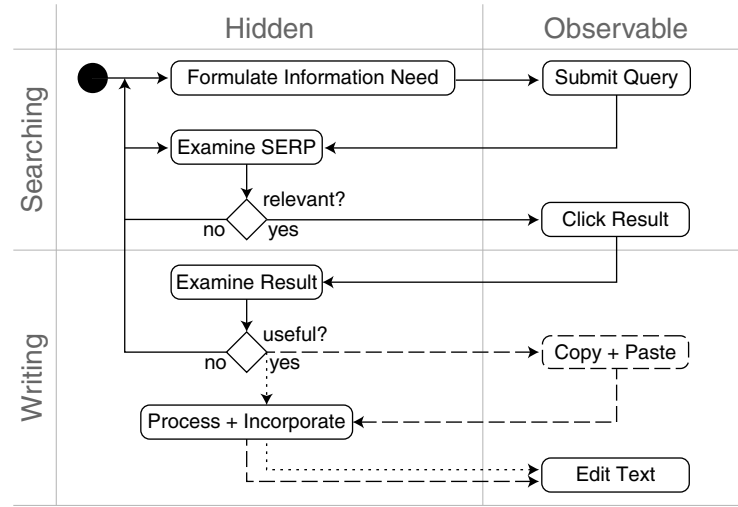 Hidden
Observable
Searching
Formulate Information Need
Submit Query
Examine SERP
relevant?
no
yes
Click Result
Writing
Examine Result
useful?
no
yes
Copy + Paste
Process + Incorporate
Edit Text